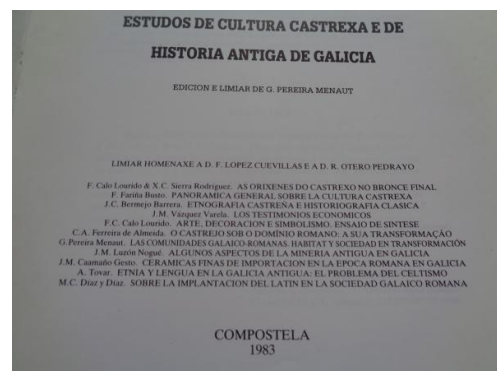 ESTUDOS DE CULTURA CASTREXA E DE
HISTORIA ANTIGA DE GALICIA
EDICION E LIMIAR DE G. PEREIRA MENAUT
LIMIAR HOMENAXE A D. F. LOPEZ CUEVILLAS E A D. R. OTERO PEDRAYO
F. Calo Lourido & X.C. Sierra Rodríguez. AS ORIXENES DO CASTREXO NO BRONCE FINAL
F. Fariña Busto. PANORAMICA GENERAL SOBRE LA CULTURA CASTREXA
J.C. Bermejo Barrera. ETNOGRAFIA CASTREÑA E HISTORIOGRAFIA CLASICA
J.M. Vázquez Varela. LOS TESTIMONIOS ECONOMICOS
F.C. Calo Lourido. ARTE, DECORACION E SIMBOLISMO. ENSAIO DE SINTESE
C.A. Ferreira de Almeida. O CASTREJO SOB O DOMÍNIO ROMANO: A SUA TRANSFORMAÇÃO
G. Pereira Menaut. LAS COMUNIDADES GALAICO-ROMANAS. HABITAT Y SOCIEDAD EN TRANSFORMACIÓN
J.M. Luzón Nogué. ALGUNOS ASPECTOS DE LA MINERIA ANTIGUA EN GALICIA
J.M. Caamaño Gesto. CERAMICAS FINAS DE IMPORTACION EN LA EPOCA ROMANA EN GALICIA
A. Tovar. ETNIA Y LENGUA EN LA GALICIA ANTIGUA: EL PROBLEMA DEL CELTISMO
M.C. Díaz y Díaz. SOBRE LA IMPLANTACION DEL LATIN EN LA SOCIEDAD GALAICO ROMANA
COMPOSTELA
1983